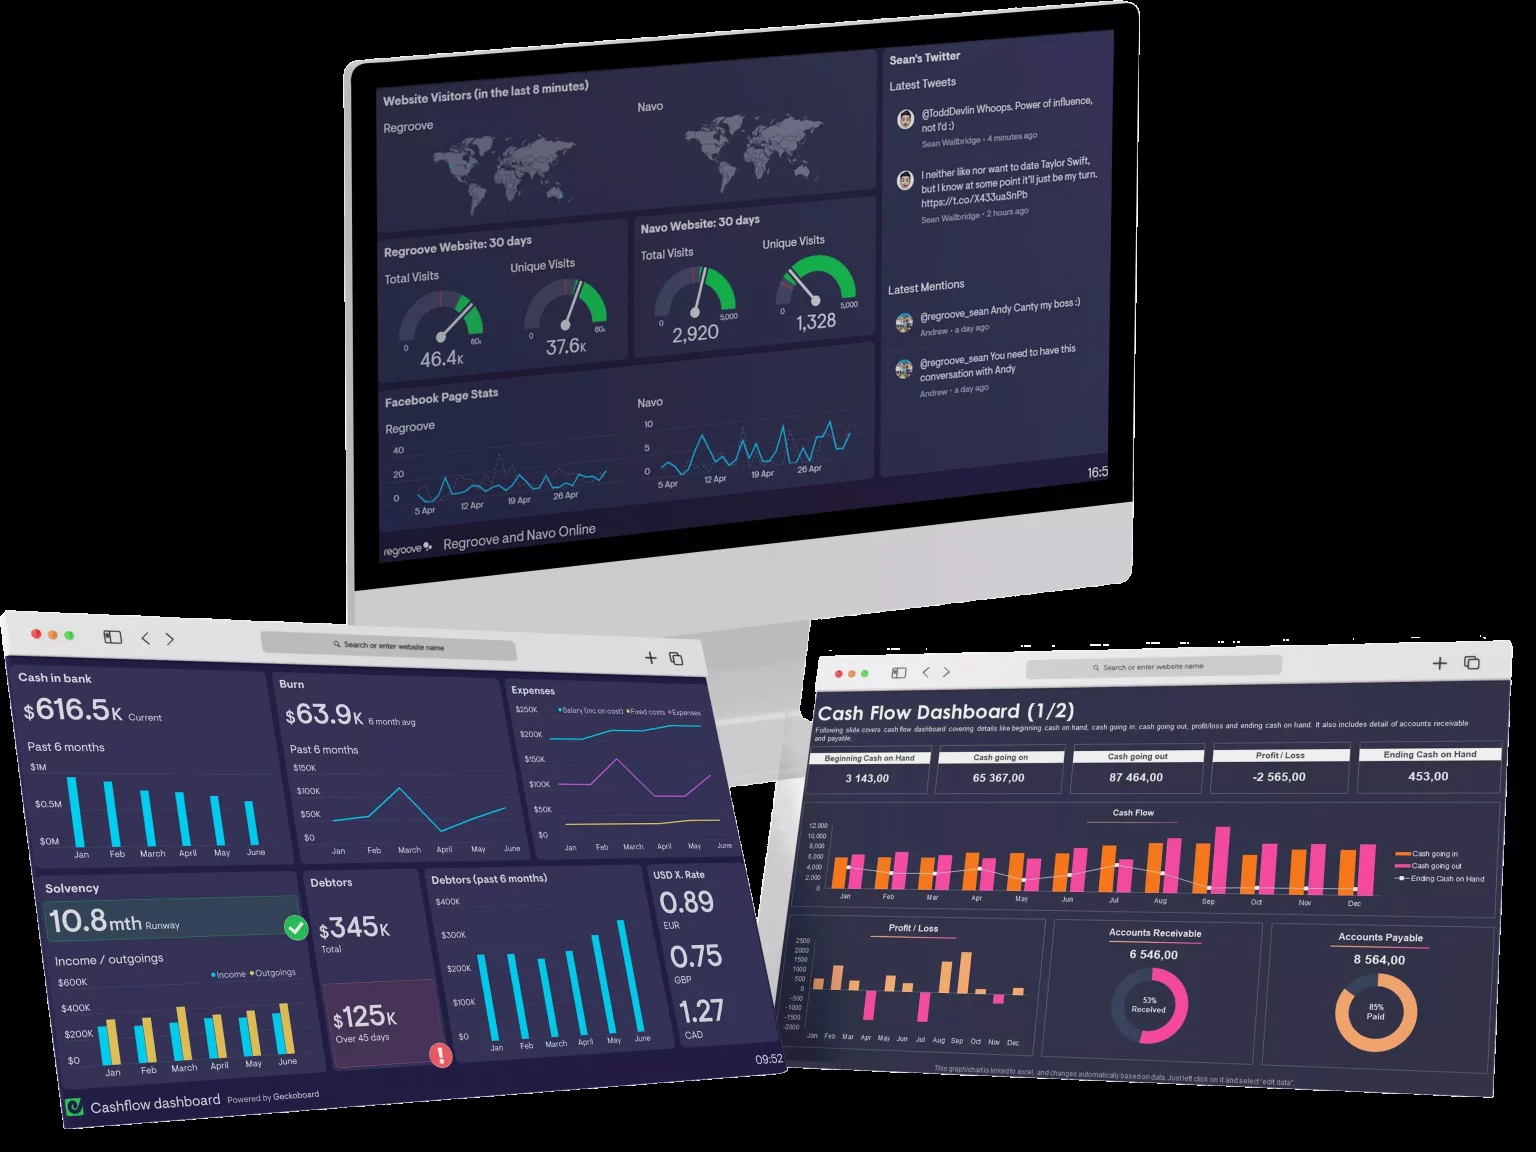 Website Visitors (in the last 8 minutes)
Regroove
Navo
Regroove Website: 30 days
Total Visits
0
60k
46.4K
Unique Visits
0
60k
37.6K
Navo Website: 30 days
Total Visits
0
5,000
2,920
Unique Visits
0
5,000
1,328
Facebook Page Stats
Regroove
40
20
0
5 Apr 12 Apr 19 Apr 26 Apr
Navo
10
5
0
5 Apr 12 Apr 19 Apr 26 Apr
Sean's Twitter
Latest Tweets
@ToddDevlin Whoops. Power of influence,
not I'd :)
Sean Wallbridge • 4 minutes ago
I neither like nor want to date Taylor Swift,
but I know at some point it'll just be my turn.
https://t.co/X433uaSnPb
Sean Wallbridge • 2 hours ago
Latest Mentions
@regroove_sean Andy Canty my boss :)
Andrew • a day ago
@regroove_sean You need to have this
conversation with Andy
Andrew • a day ago
16:5
regroove Regroove and Navo Online
Search or enter website name
Cash in bank
$616.5K Current
Past 6 months
$1M
$0.5M
$0M
Jan Feb March April May June
Burn
$63.9K 6 month avg
Past 6 months
$150K
$100K
$50K
$0
Jan Feb March April May June
Expenses
$250K
Salary (inc on cost) Fixed costs Expenses
$200K
$150K
$100K
$50K
$0
Jan Feb March April May June
Solvency
10.8mth Runway
Income / outgoings
Income Outgoings
$600K
$400K
$200K
$0
Jan Feb March April May June
Debtors
$345K
Total
$125K
Over 45 days
Debtors (past 6 months)
$400K
$300K
$200K
$100K
$0
Jan Feb March April May June
USD X. Rate
0.89
EUR
0.75
GBP
1.27
CAD
09:52
Cashflow dashboard Powered by Geckoboard
Search or enter website name
Cash Flow Dashboard (1/2)
Following slide covers cash flow dashboard covering details like beginning cash on hand, cash going in, cash going out, profit/loss and ending cash on hand. It also includes detail of accounts receivable
and payable.
Beginning Cash on Hand
3 143,00
Cash going on
65 367,00
Cash going out
87 464,00
Profit / Loss
-2 565,00
Ending Cash on Hand
453,00
Cash Flow
12,000
10,000
8,000
6,000
4,000
2,000
0
Jan Feb Mar Apr May Jun Jul Aug Sep Oct Nov Dec
Cash going in
Cash going out
Ending Cash on Hand
Profit / Loss
2500
2000
1500
1000
500
0
-500
-1000
-1500
-2000
Jan Feb Mar Apr May Jun Jul Aug Sep Oct Nov Dec
Accounts Receivable
6 546,00
53%
Received
Accounts Payable
8 564,00
85%
Paid
This graph/chart is linked to excel, and changes automatically based on data. Just left click on it and select "edit data".